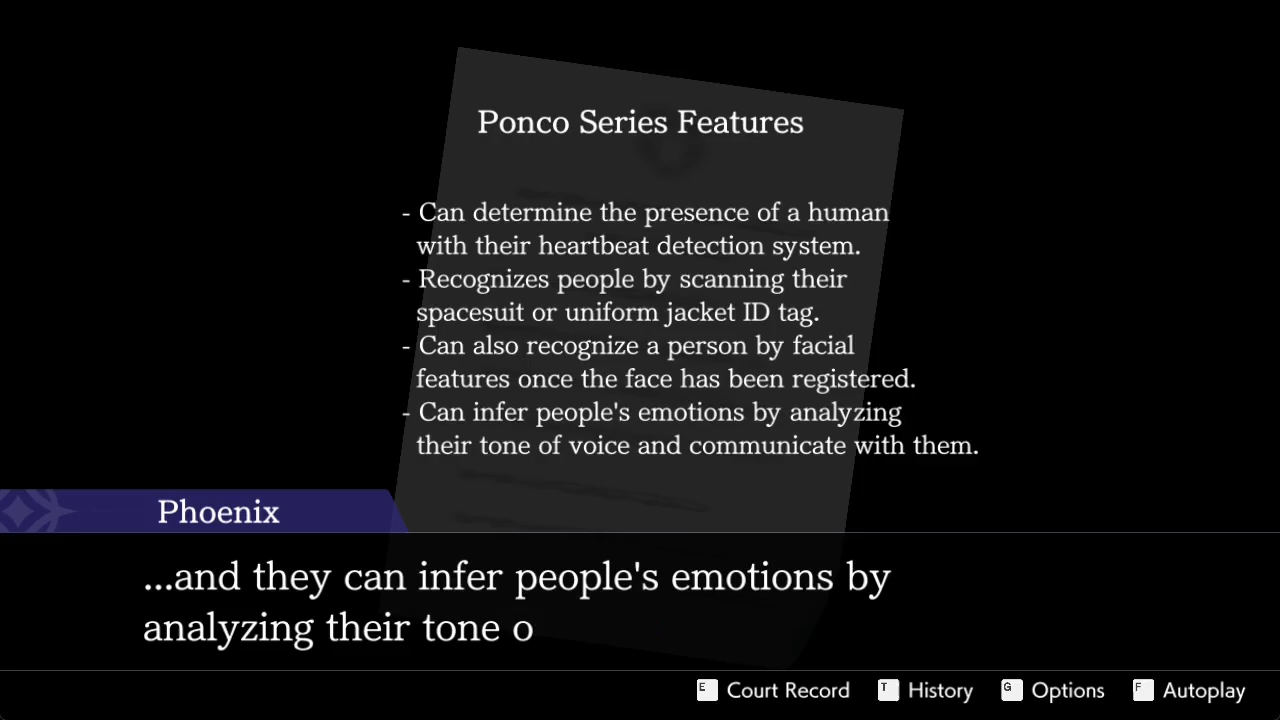 Ponco Series Features
- Can determine the presence of a human
with their heartbeat detection system.
- Recognizes people by scanning their
spacesuit or uniform jacket ID tag.
- Can also recognize a person by facial
features once the face has been registered.
- Can infer people's emotions by analyzing
their tone of voice and communicate with them.
Phoenix
...and they can infer people's emotions by
analyzing their tone o
E Court Record T History G Options F Autoplay